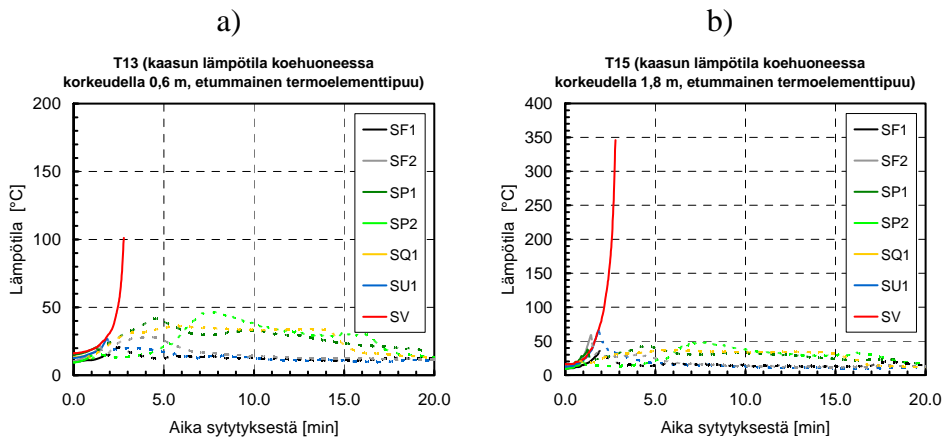 a)
T13 (kaasun lämpötila koehuoneessa
korkeudella 0,6 m, etummainen termoelementtipuu)
200
150
100
50
0
Lämpötila [°C]
0.0 5.0 10.0 15.0 20.0
Aika sytytyksestä [min]
SF1
SF2
SP1
SP2
SQ1
SU1
SV
b)
T15 (kaasun lämpötila koehuoneessa
korkeudella 1,8 m, etummainen termoelementtipuu)
400
350
300
250
200
150
100
50
0
Lämpötila [°C]
0.0 5.0 10.0 15.0 20.0
Aika sytytyksestä [min]
SF1
SF2
SP1
SP2
SQ1
SU1
SV